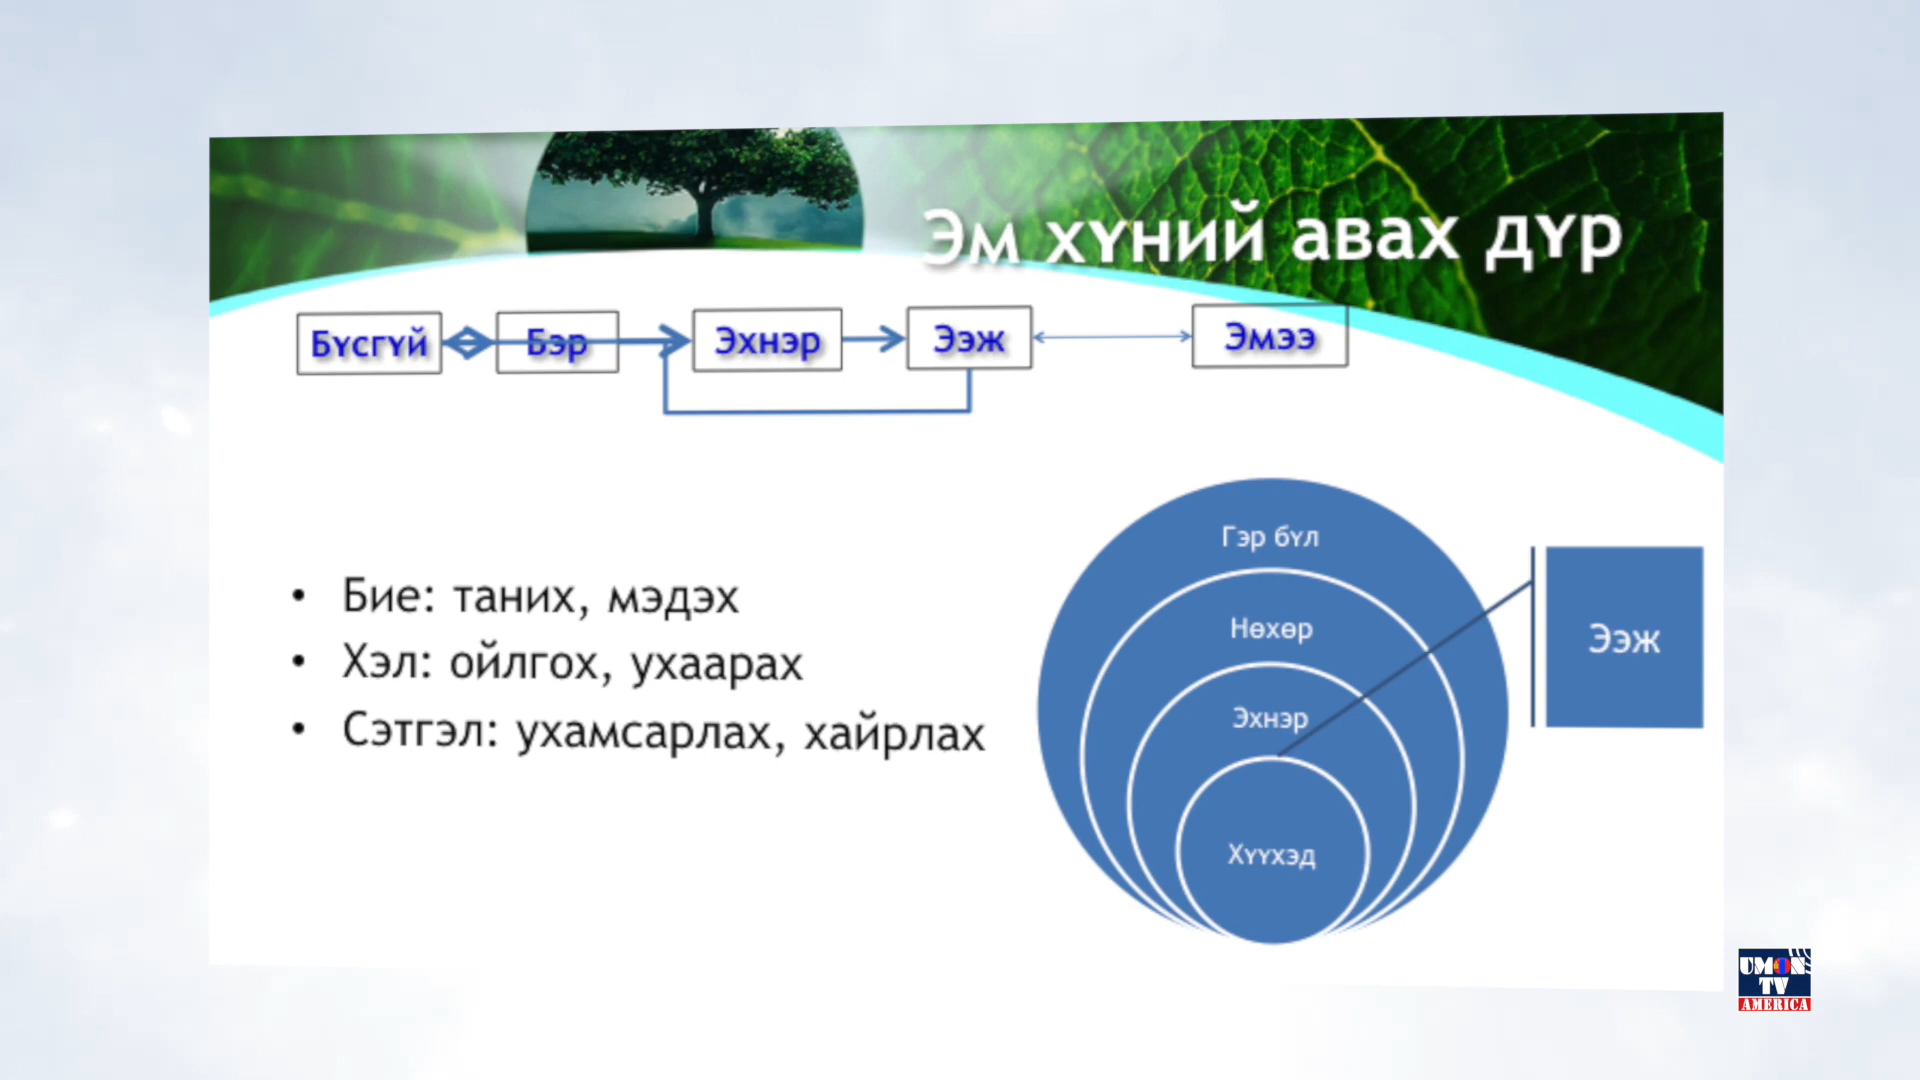 Эм хүний авах дүр
Бүсгүй
Бэр
Эхнэр
Ээж
Эмээ
• Бие: таних, мэдэх
• Хэл: ойлгох, ухаарах
• Сэтгэл: ухамсарлах, хайрлах
Гэр бүл
Нөхөр
Эхнэр
Хүүхэд
Ээж
UMON
TV
AMERICA